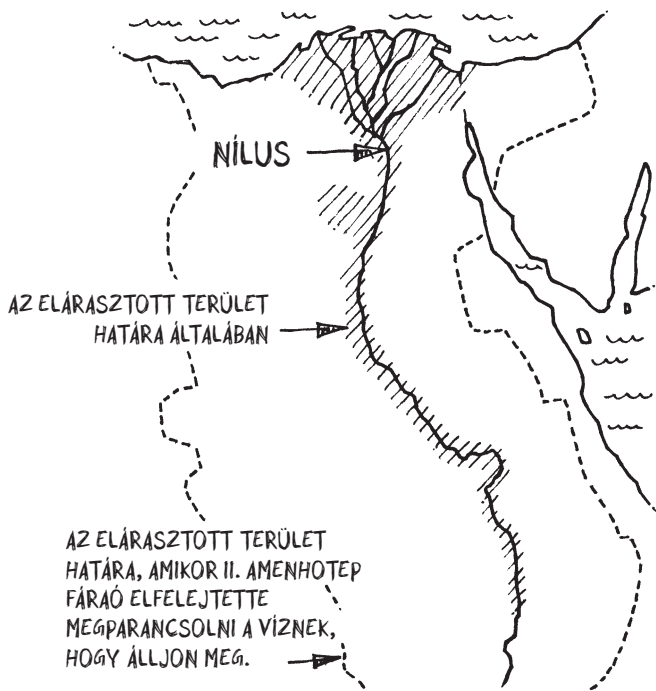 NÍLUS
AZ ELÁRASZTOTT TERÜLET
HATÁRA ÁLTALÁBAN
AZ ELÁRASZTOTT TERÜLET
HATÁRA, AMIKOR II. AMENHOTEP
FÁRAÓ ELFELEJTETTE
MEGPARANCSOLNI A VÍZNEK,
HOGY ÁLLJON MEG.